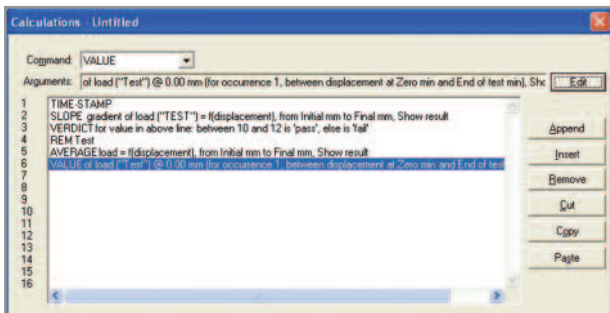 Calculations - Untitled
Command: VALUE
Arguments: of load ("Test") @ 0.00 mm (for occurrence 1, between displacement at Zero min and End of test min), Sho Edit
1 TIME-STAMP
2 SLOPE gradient of load ("TEST") = f(displacement), from Initial mm to Final mm, Show result
3 VERDICT for value in above line: between 10 and 12 is 'pass', else is 'fail'
4 REM Test
5 AVERAGE load = f(displacement), from Initial mm to Final mm, Show result
6 VALUE of load ("Test") @ 0.00 mm (for occurrence 1, between displacement at Zero min and End of test
7
8
9
10
11
12
13
14
15
16
Append
Insert
Remove
Cut
Copy
Paste